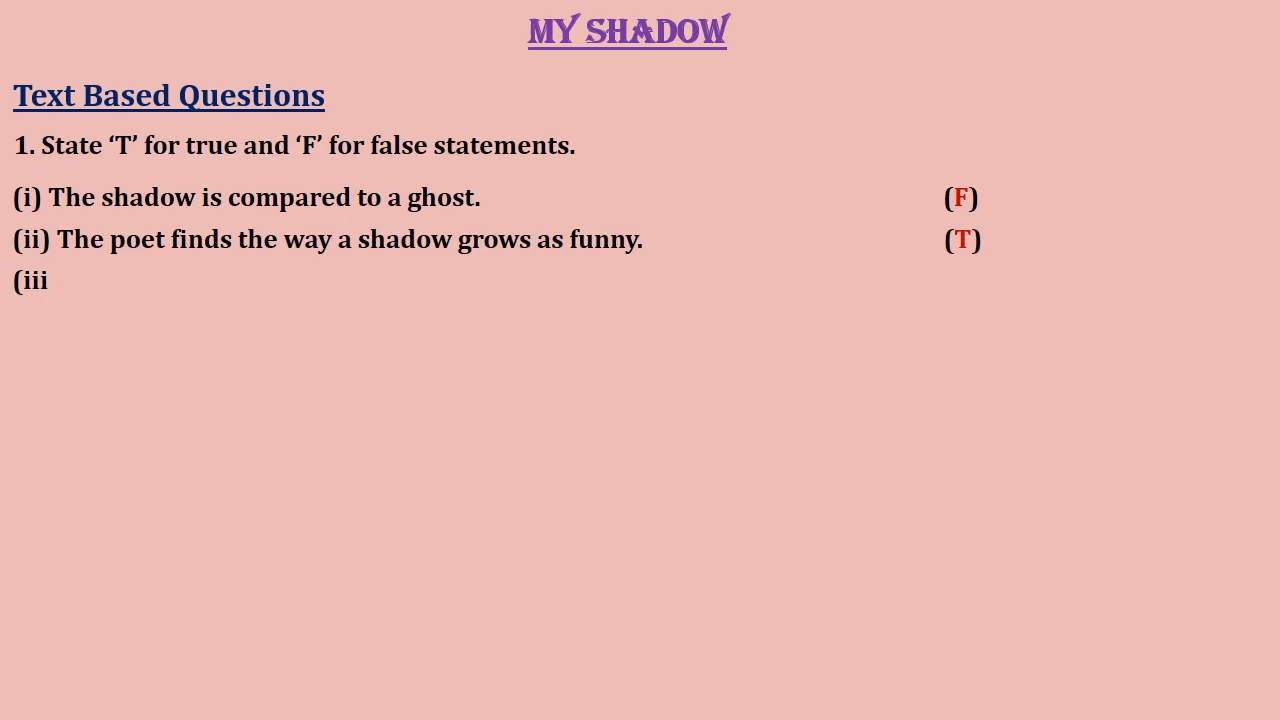 MY SHADOW
Text Based Questions
1. State ‘T’ for true and ‘F’ for false statements.
(i) The shadow is compared to a ghost. (F)
(ii) The poet finds the way a shadow grows as funny. (T)
(iii